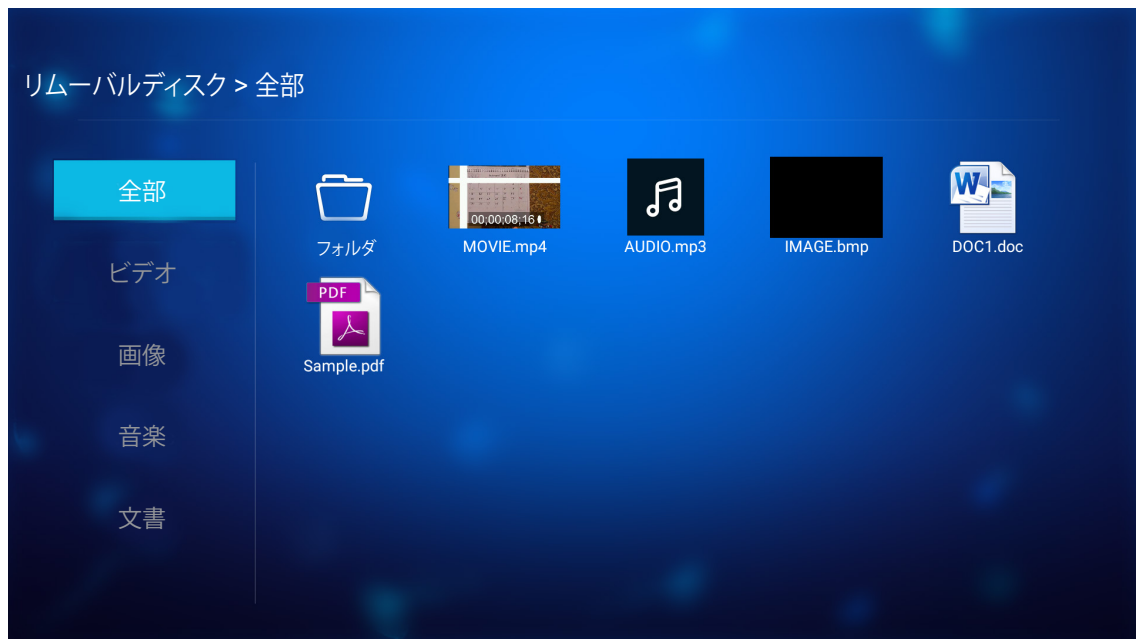 リムーバルディスク > 全部
全部
ビデオ
画像
音楽
文書
00;00;08;16
フォルダ
MOVIE.mp4
AUDIO.mp3
IMAGE.bmp
W
DOC1.doc
PDF
Sample.pdf